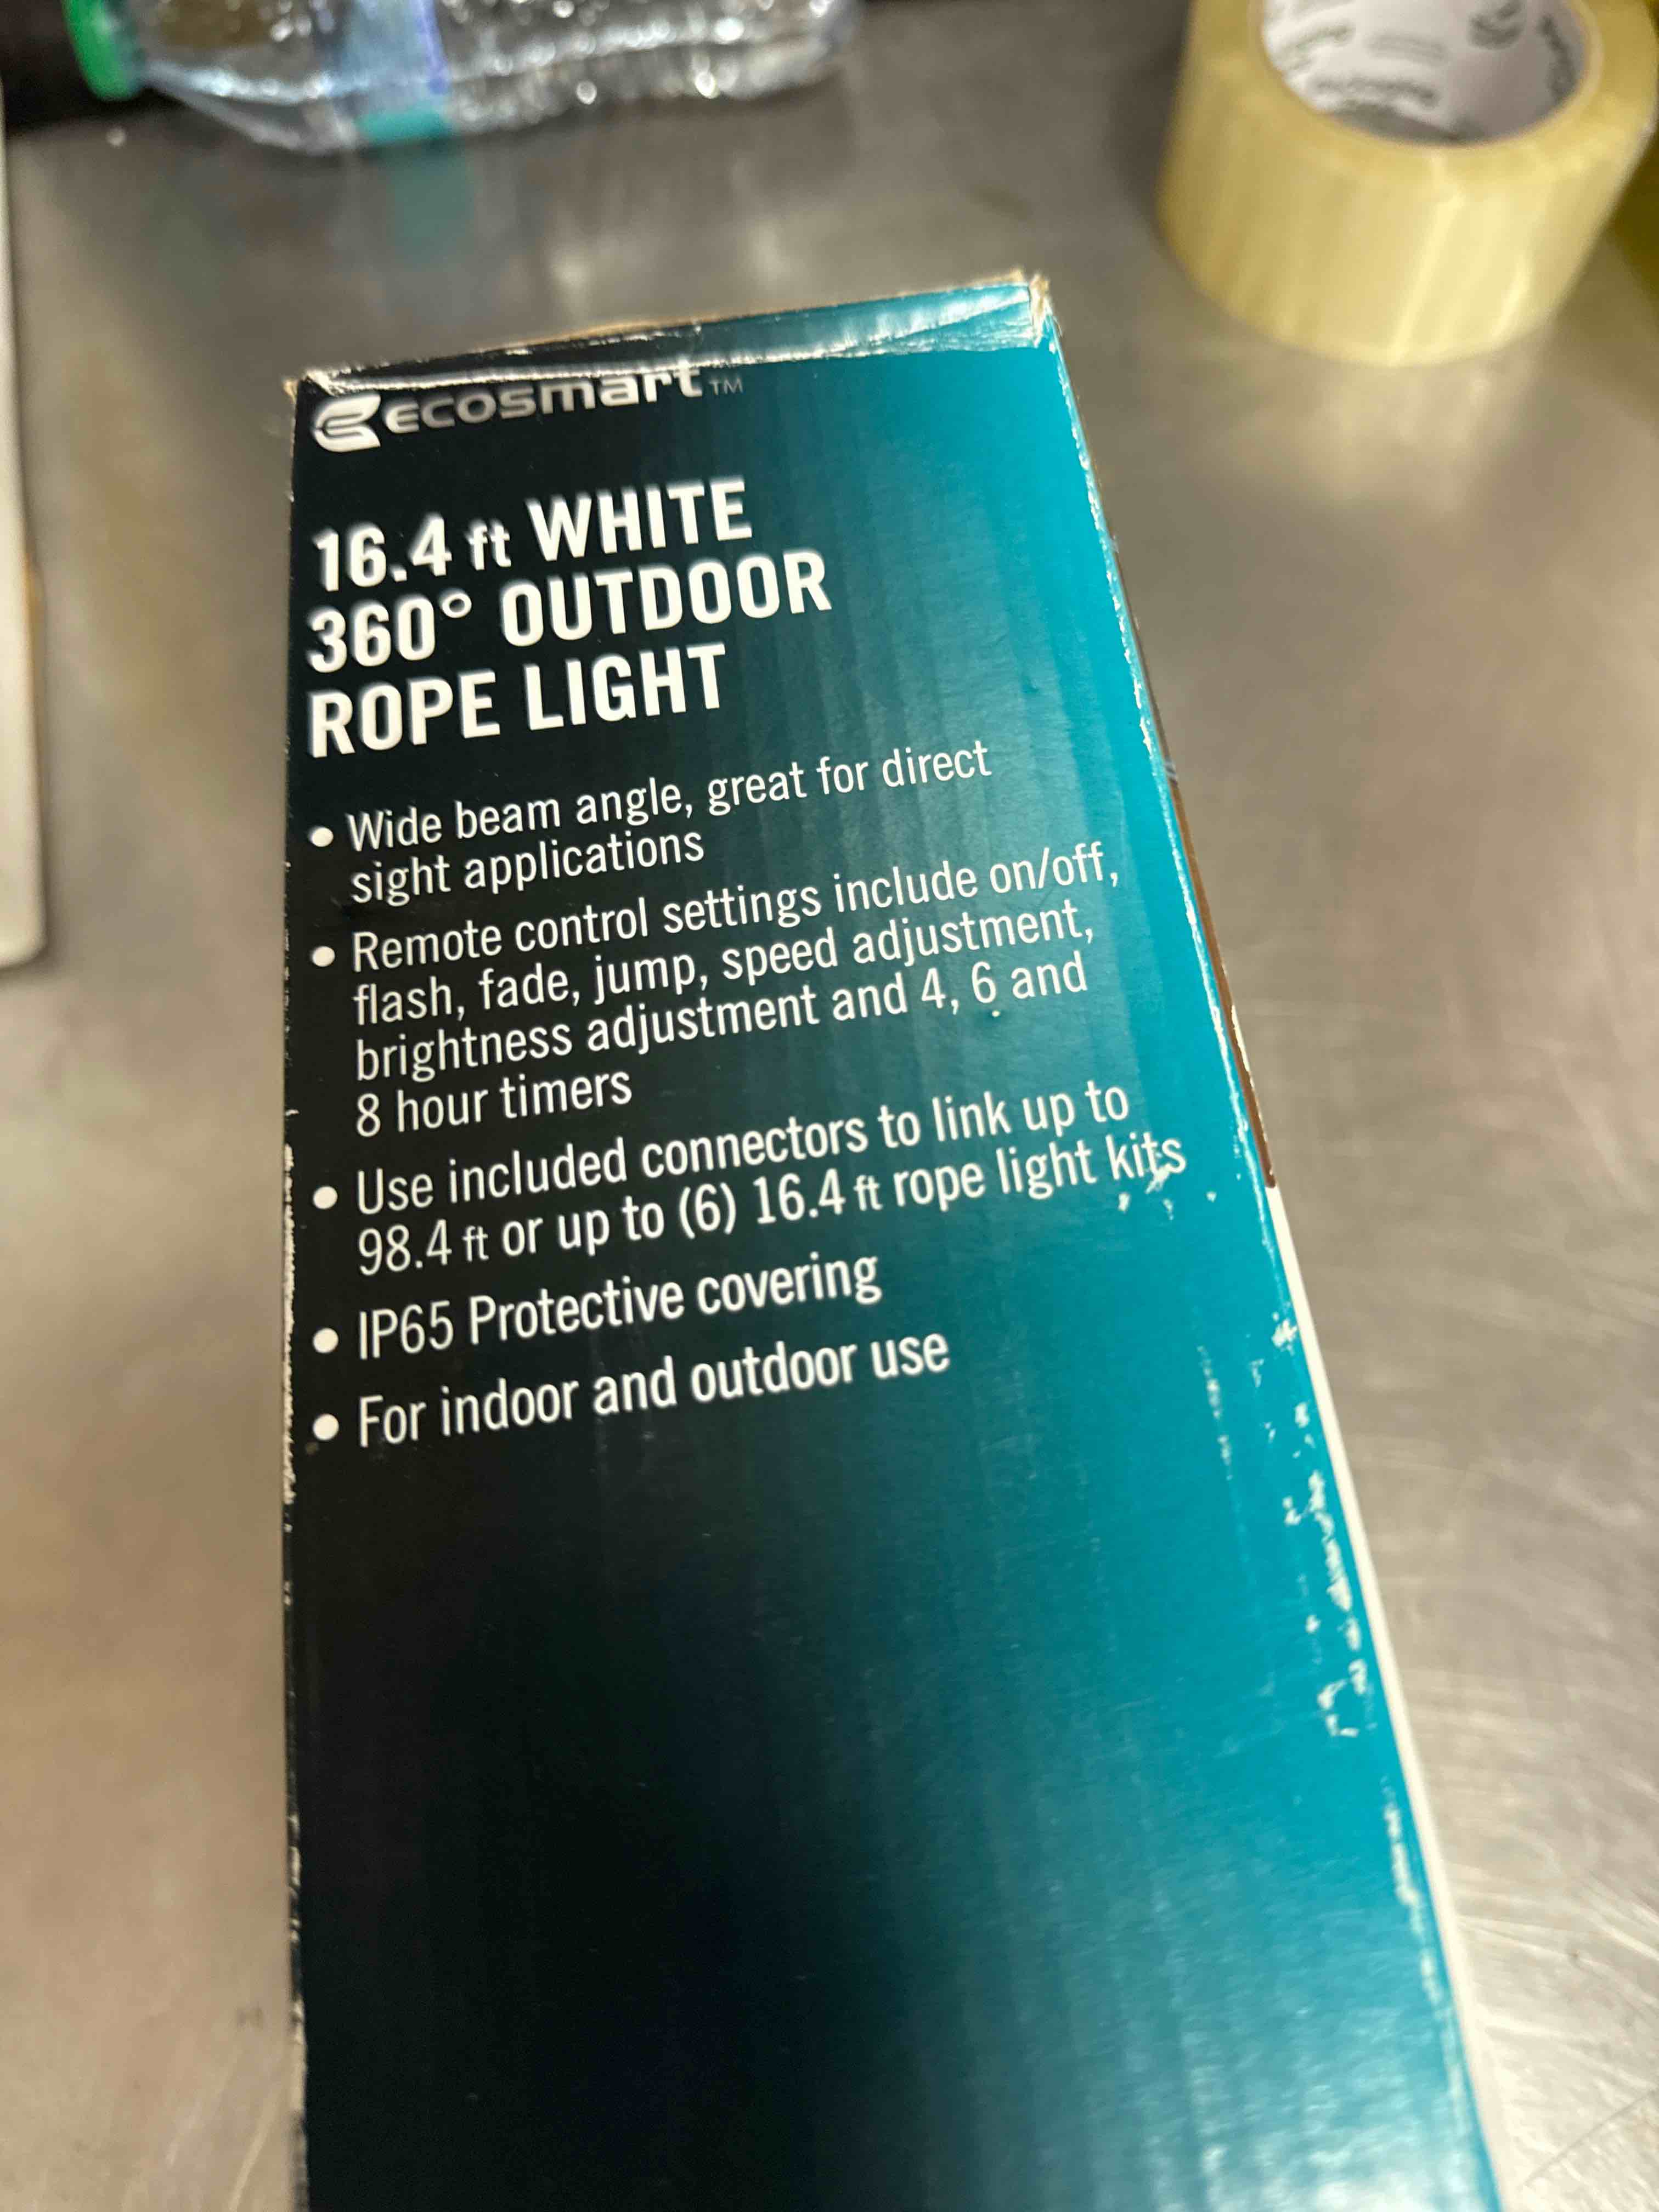 ecosmart™
16.4 ft WHITE
360° OUTDOOR
ROPE LIGHT
• Wide beam angle, great for direct
sight applications
• Remote control settings include on/off,
flash, fade, jump, speed adjustment,
brightness adjustment and 4, 6 and
8 hour timers
• Use included connectors to link up to
98.4 ft or up to (6) 16.4 ft rope light kits
• IP65 Protective covering
• For indoor and outdoor use